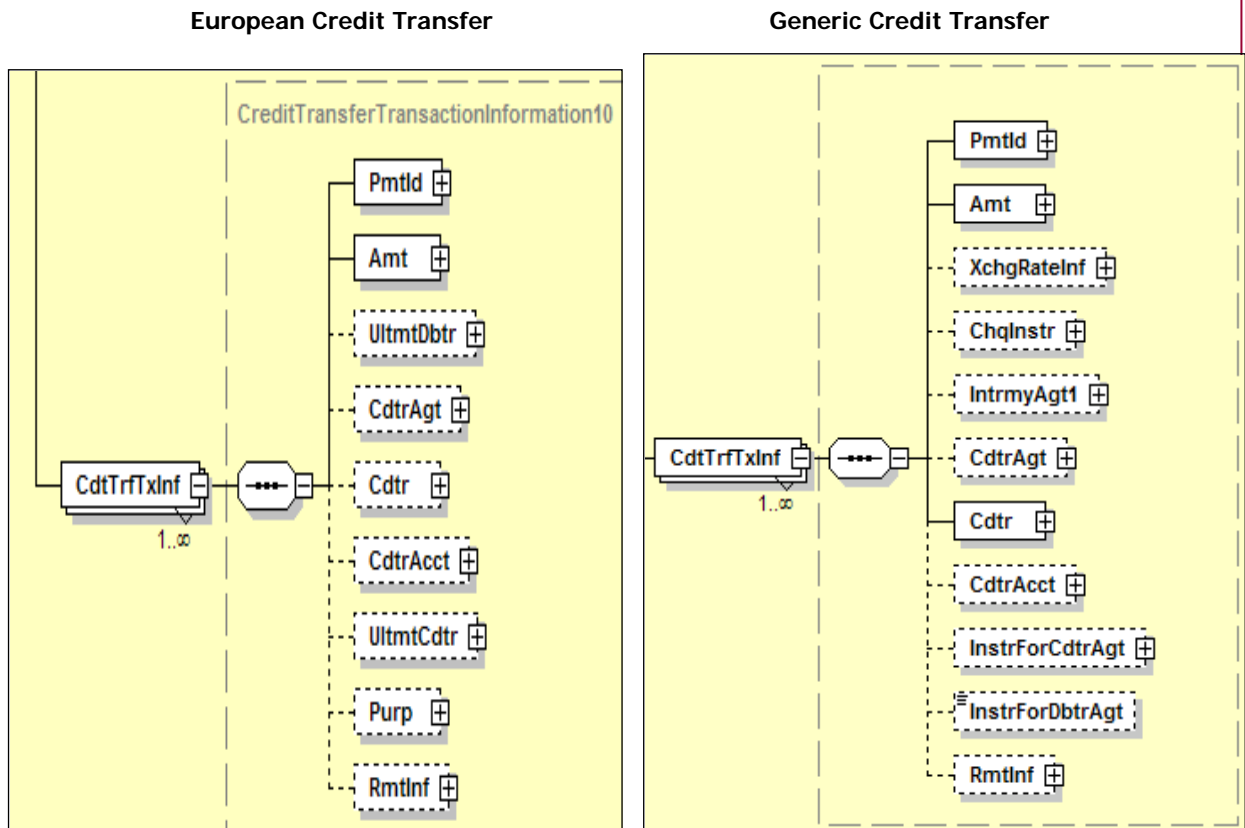 European Credit Transfer
CreditTransferTransactionInformation10
PmtId
Amt
UltmtDbtr
CdtrAgt
CdtTrfTxInf
1..∞
Cdtr
CdtrAcct
UltmtCdtr
Purp
RmtInf
Generic Credit Transfer
PmtId
Amt
XchgRateInf
ChqInstr
IntrmyAgt1
CdtTrfTxInf
1..∞
CdtrAgt
Cdtr
CdtrAcct
InstrForCdtrAgt
InstrForDbtrAgt
RmtInf